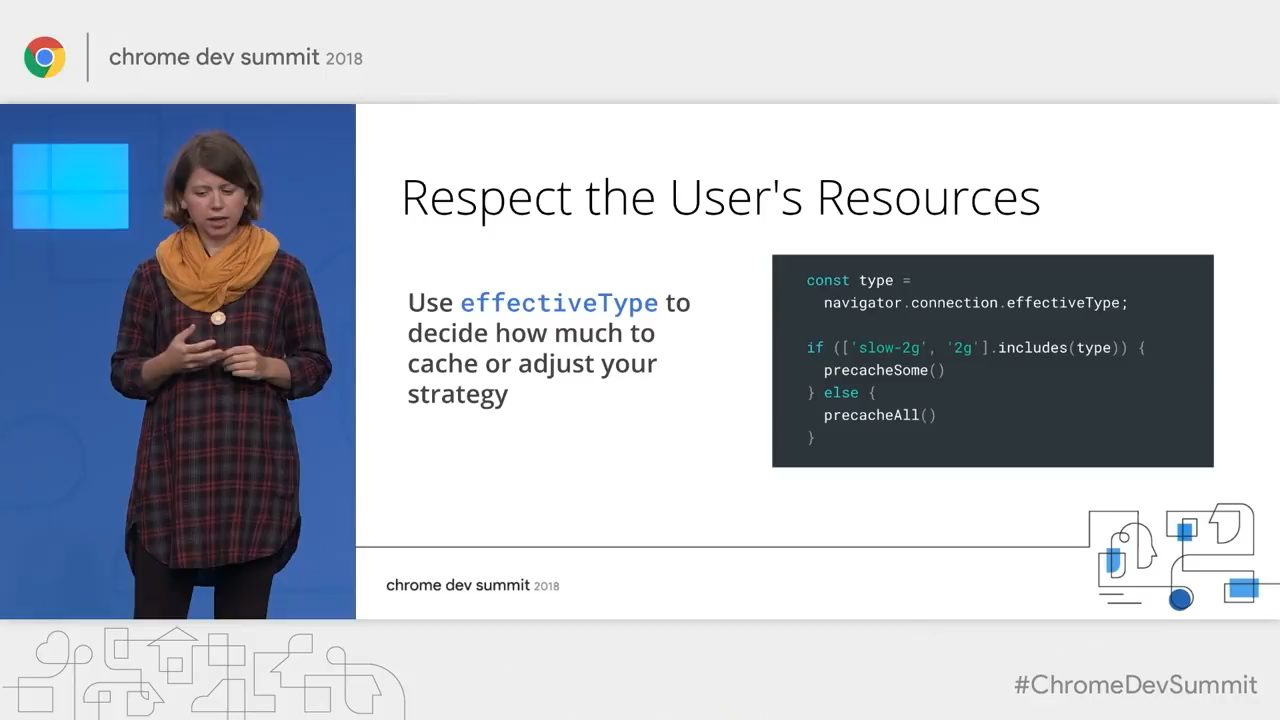 chrome dev summit 2018
Respect the User's Resources
Use effectiveType to
decide how much to
cache or adjust your
strategy
const type =
navigator.connection.effectiveType;
if (['slow-2g', '2g'].includes(type)) {
precacheSome()
} else {
precacheAll()
}
chrome dev summit 2018
#ChromeDevSummit